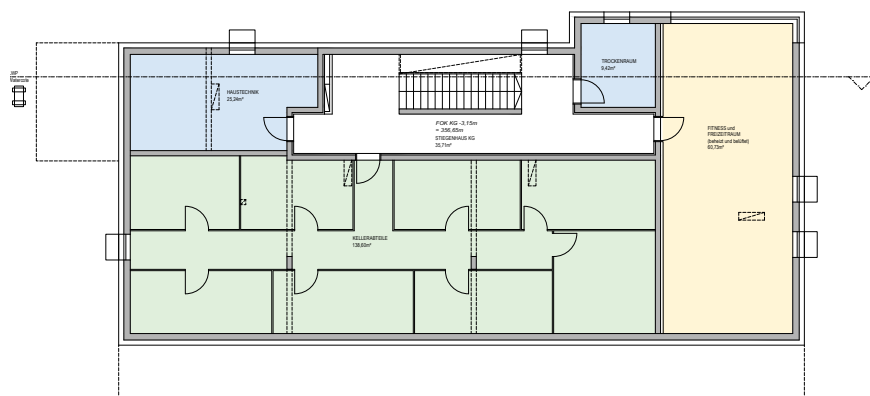 TROCKENRAUM
9,42m²
WP
HAUSTECHNIK
25,24m²
FOK KG -3,15m
= 356,65m
STIEGENHAUS KG
35,71m²
FITNESS und
FREIZEITRAUM
(beheizt und belüftet)
60,73m²
KELLERABTEILE
138,60m²